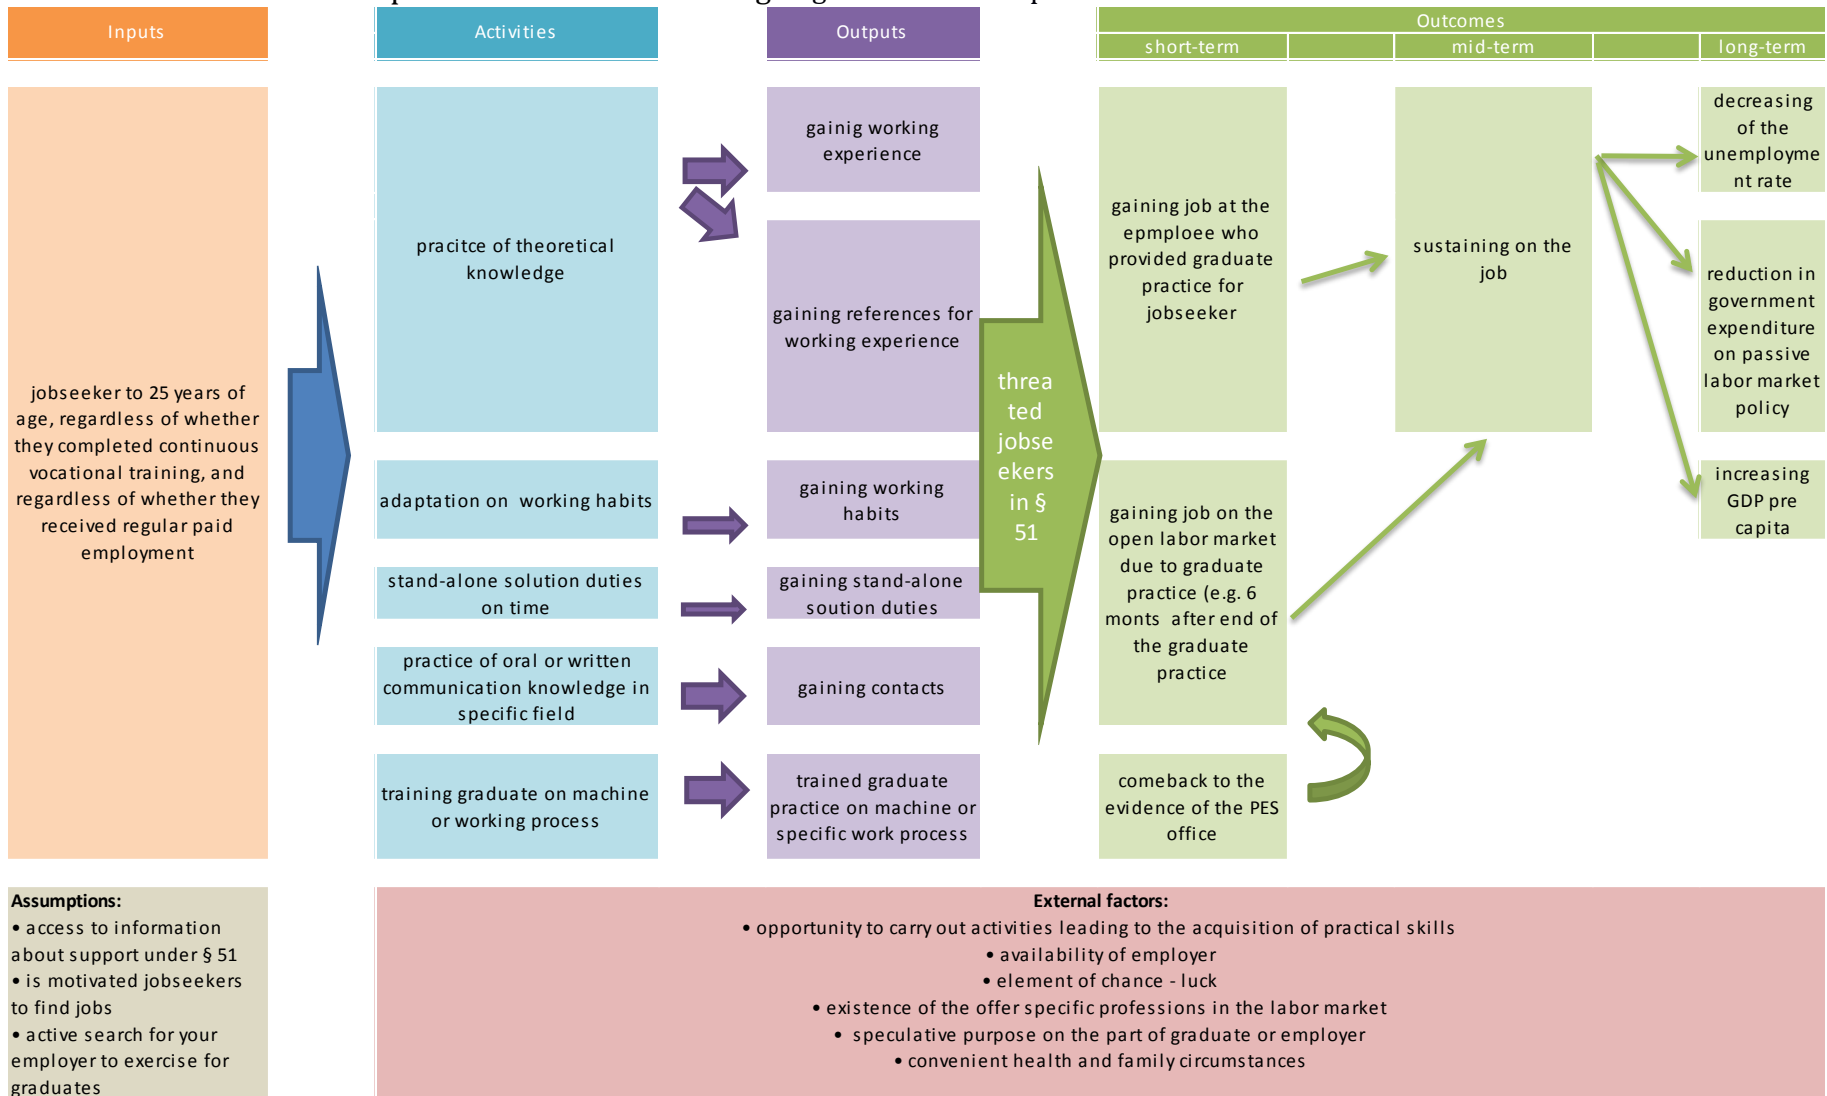 Inputs
Activities
Outputs
Outcomes
short-term
mid-term
long-term
jobseeker to 25 years of
age, regardless of whether
they completed continuous
vocational training, and
regardless of whether they
received regular paid
employment
pracitce of theoretical
knowledge
adaptation on working habits
stand-alone solution duties
on time
practice of oral or written
communication knowledge in
specific field
training graduate on machine
or working process
gainig working
experience
gaining references for
working experience
gaining working
habits
gaining stand-alone
soution duties
gaining contacts
trained graduate
practice on machine or
specific work process
threa
ted
jobse
ekers
in §
51
gaining job at the
epmploee who
provided graduate
practice for
jobseeker
gaining job on the
open labor market
due to graduate
practice (e.g. 6
monts after end of
the graduate
practice
comeback to the
evidence of the PES
office
sustaining on the
job
decreasing
of the
unemployme
nt rate
reduction in
government
expenditure
on passive
labor market
policy
increasing
GDP pre
capita
Assumptions:
• access to information
about support under § 51
• is motivated jobseekers
to find jobs
• active search for your
employer to exercise for
graduates
External factors:
• opportunity to carry out activities leading to the acquisition of practical skills
• availability of employer
• element of chance - luck
• existence of the offer specific professions in the labor market
• speculative purpose on the part of graduate or employer
• convenient health and family circumstances